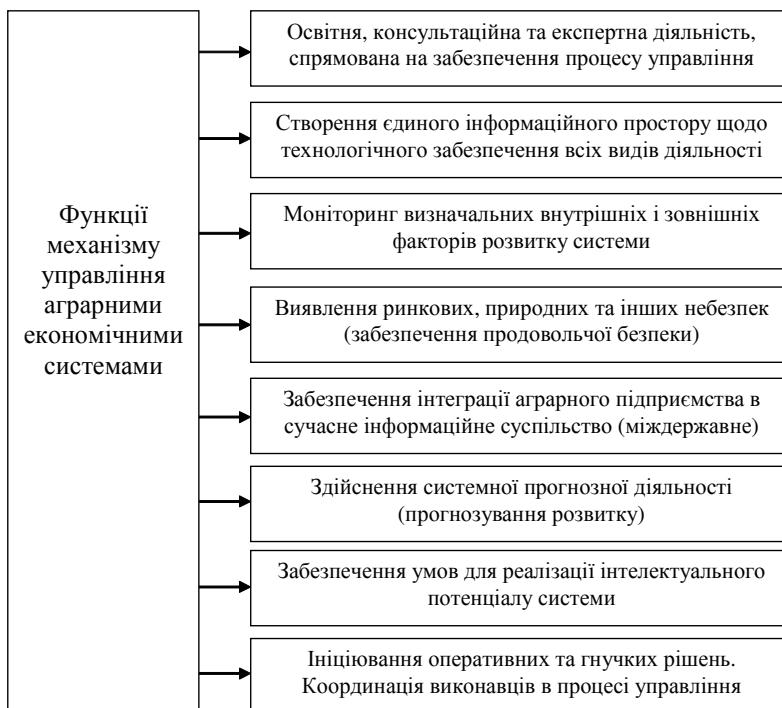 Функції
механізму
управління
аграрними
економічними
системами
Освітня, консультаційна та експертна діяльність,
спрямована на забезпечення процесу управління
Створення єдиного інформаційного простору щодо
технологічного забезпечення всіх видів діяльності
Моніторинг визначальних внутрішніх і зовнішніх
факторів розвитку системи
Виявлення ринкових, природних та інших небезпек
(забезпечення продовольчої безпеки)
Забезпечення інтеграції аграрного підприємства в
сучасне інформаційне суспільство (міждержавне)
Здійснення системної прогнозної діяльності
(прогнозування розвитку)
Забезпечення умов для реалізації інтелектуального
потенціалу системи
Ініціювання оперативних та гнучких рішень.
Координація виконавців в процесі управління